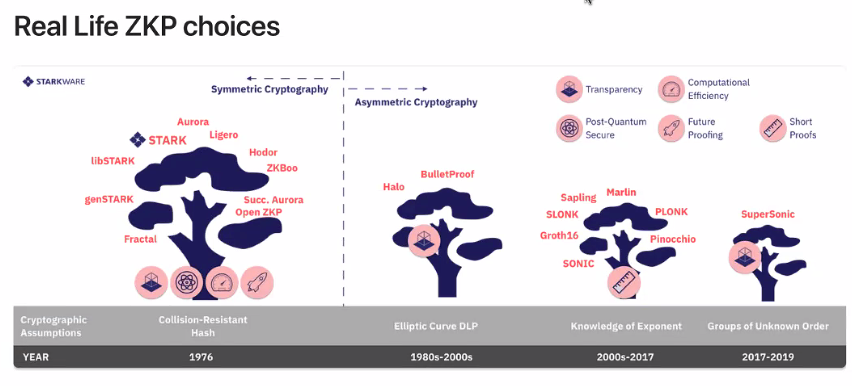 Real Life ZKP choices
STARKWARE
Symmetric Cryptography
Asymmetric Cryptography
Transparency
Computational
Efficiency
Post-Quantum
Secure
Future
Proofing
Short
Proofs
Aurora
STARK
Ligero
libSTARK
Hodor
ZKBoo
genSTARK
Succ. Aurora
Open ZKP
Fractal
Halo
BulletProof
Sapling
Marlin
SLONK
PLONK
Groth16
Pinocchio
SONIC
SuperSonic
Cryptographic
Assumptions
Collision-Resistant
Hash
Elliptic Curve DLP
Knowledge of Exponent
Groups of Unknown Order
YEAR
1976
1980s-2000s
2000s-2017
2017-2019